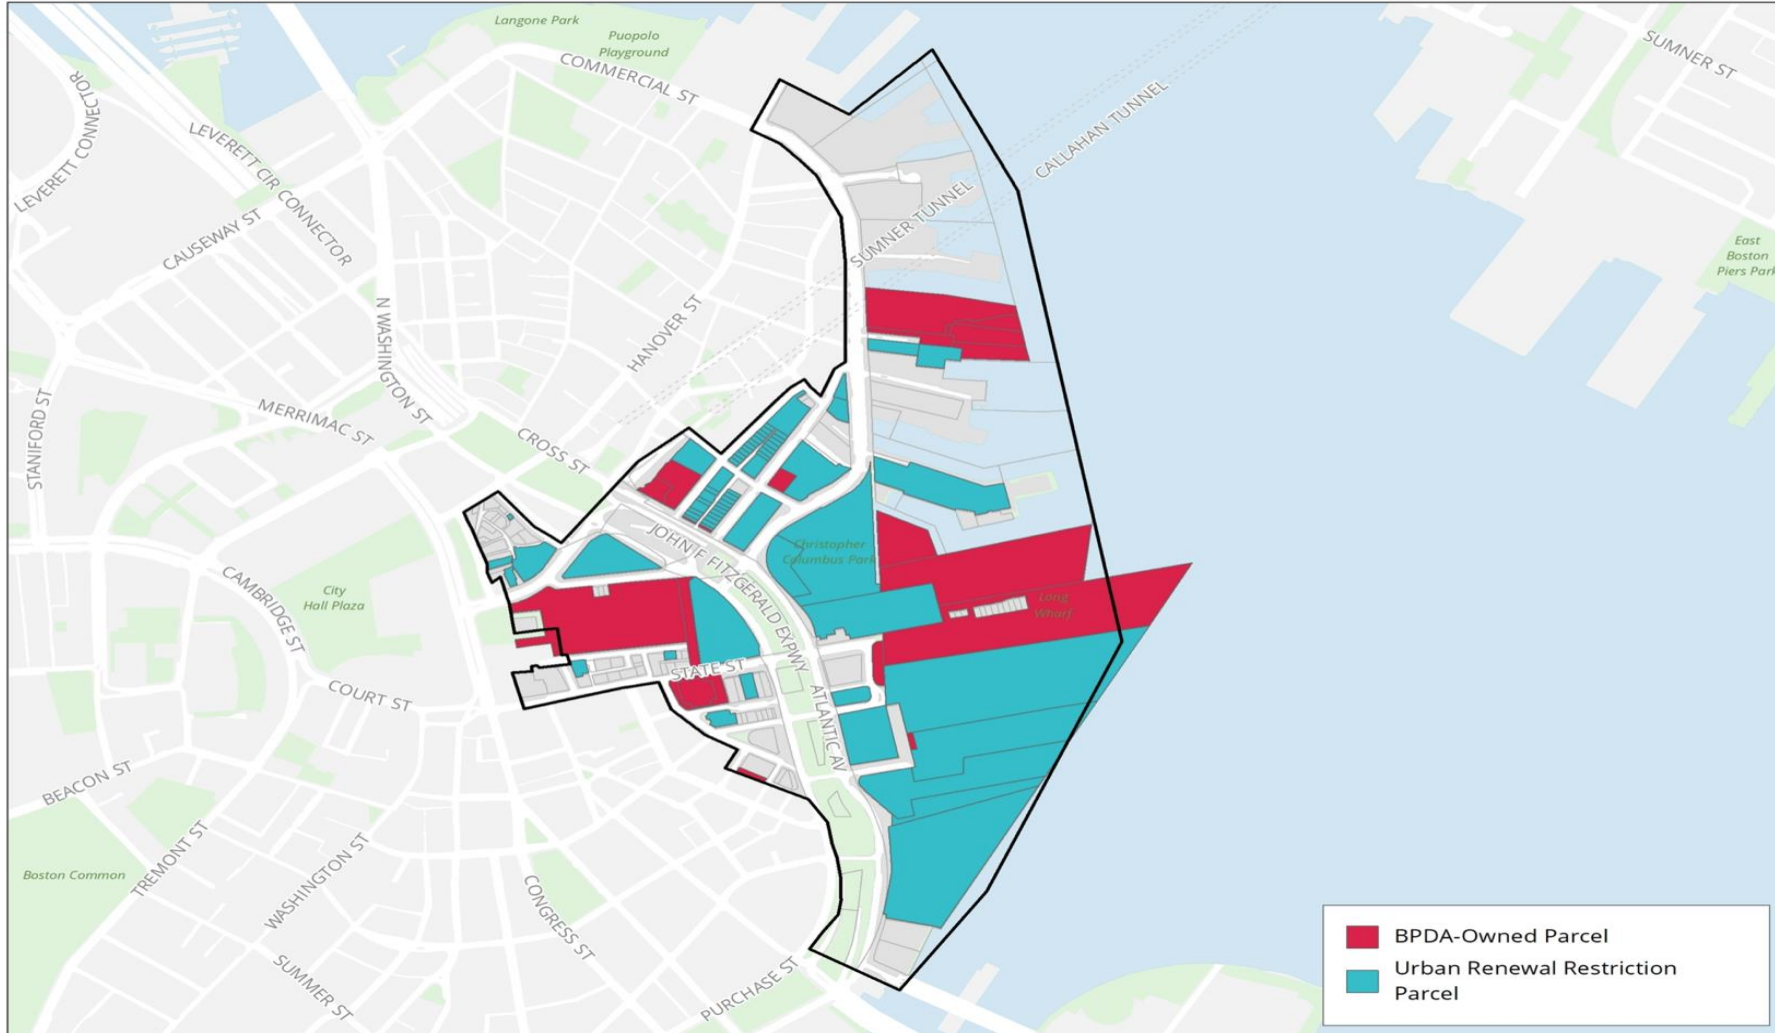 Langone Park
Puopolo
Playground
COMMERCIAL ST
SUMNER ST
LEVERETT CONNECTOR
LEVERETT CIR CONNECTOR
CALLAHAN TUNNEL
SUMNER TUNNEL
CAUSEWAY ST
East
Boston
Piers Park
N WASHINGTON ST
HANOVER ST
MERRIMAC ST
STANIFORD ST
CROSS ST
JOHN F FITZGERALD EXPWY
Christopher
Columbus Park
CAMBRIDGE ST
City
Hall Plaza
Long
Wharf
STATE ST
COURT ST
ATLANTIC AV
BEACON ST
TREMONT ST
WASHINGTON ST
Boston Common
CONGRESS ST
SUMMER ST
PURCHASE ST
BPDA-Owned Parcel
Urban Renewal Restriction
Parcel